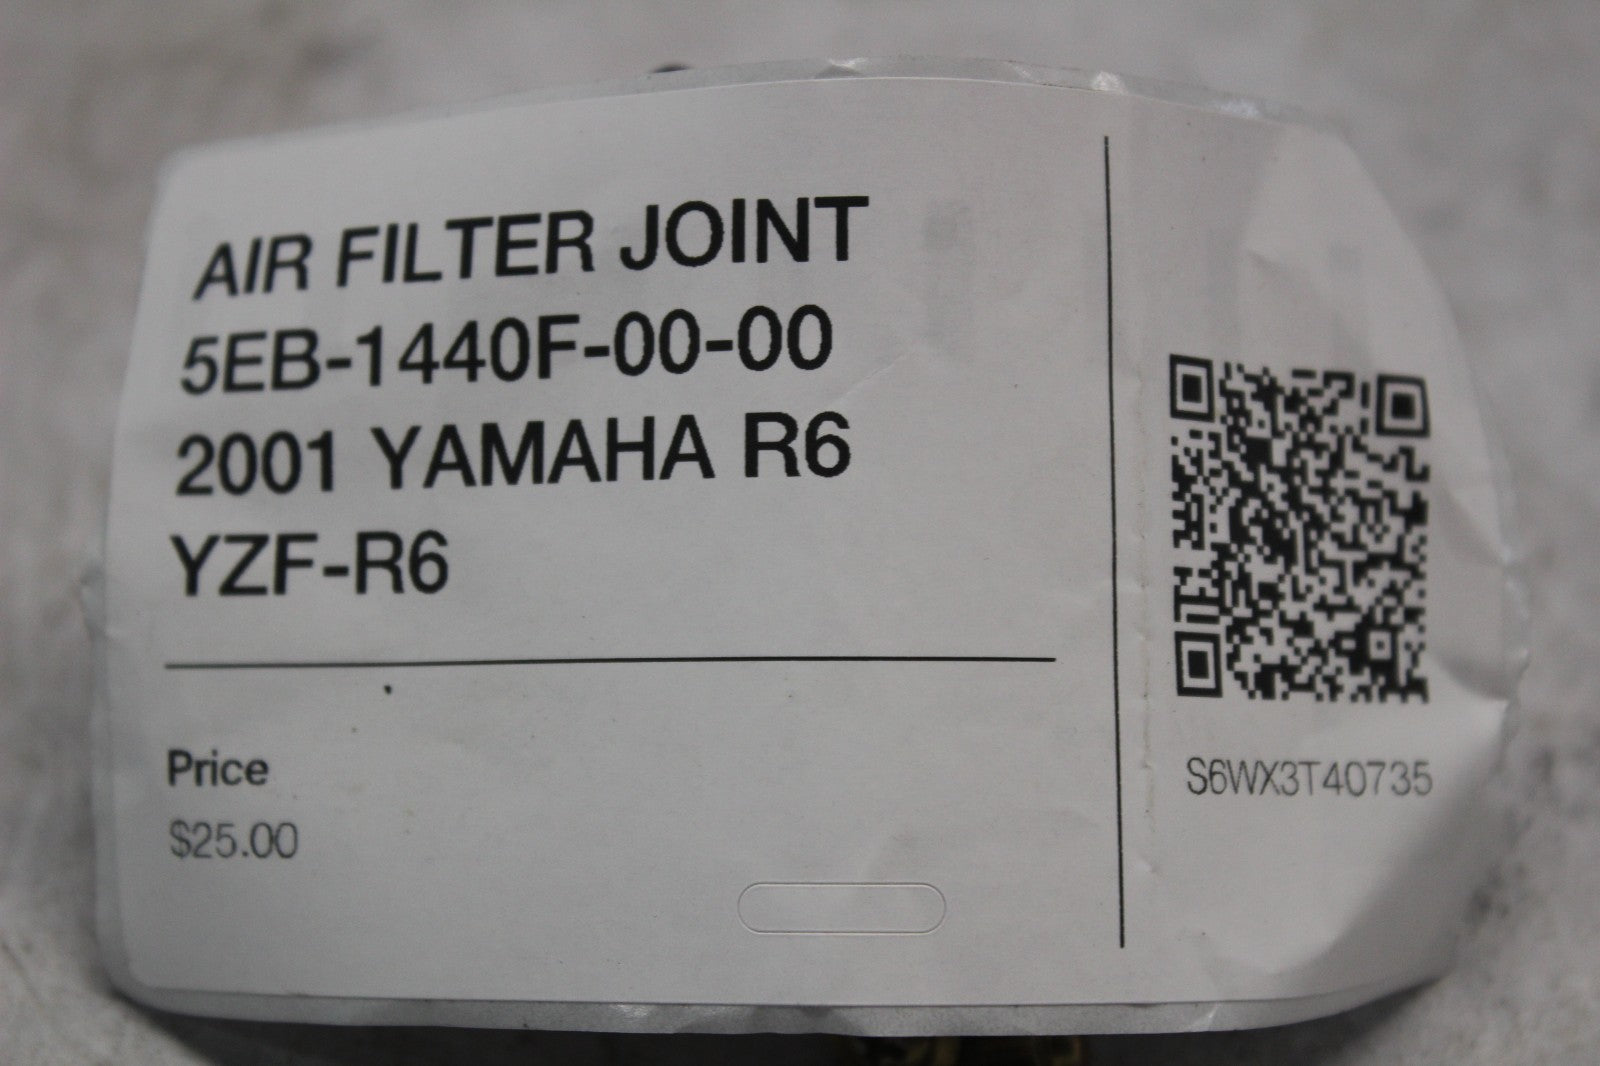 AIR FILTER JOINT
5EB-1440F-00-00
2001 YAMAHA R6
YZF-R6
Price
$25.00
S6WX3T40735